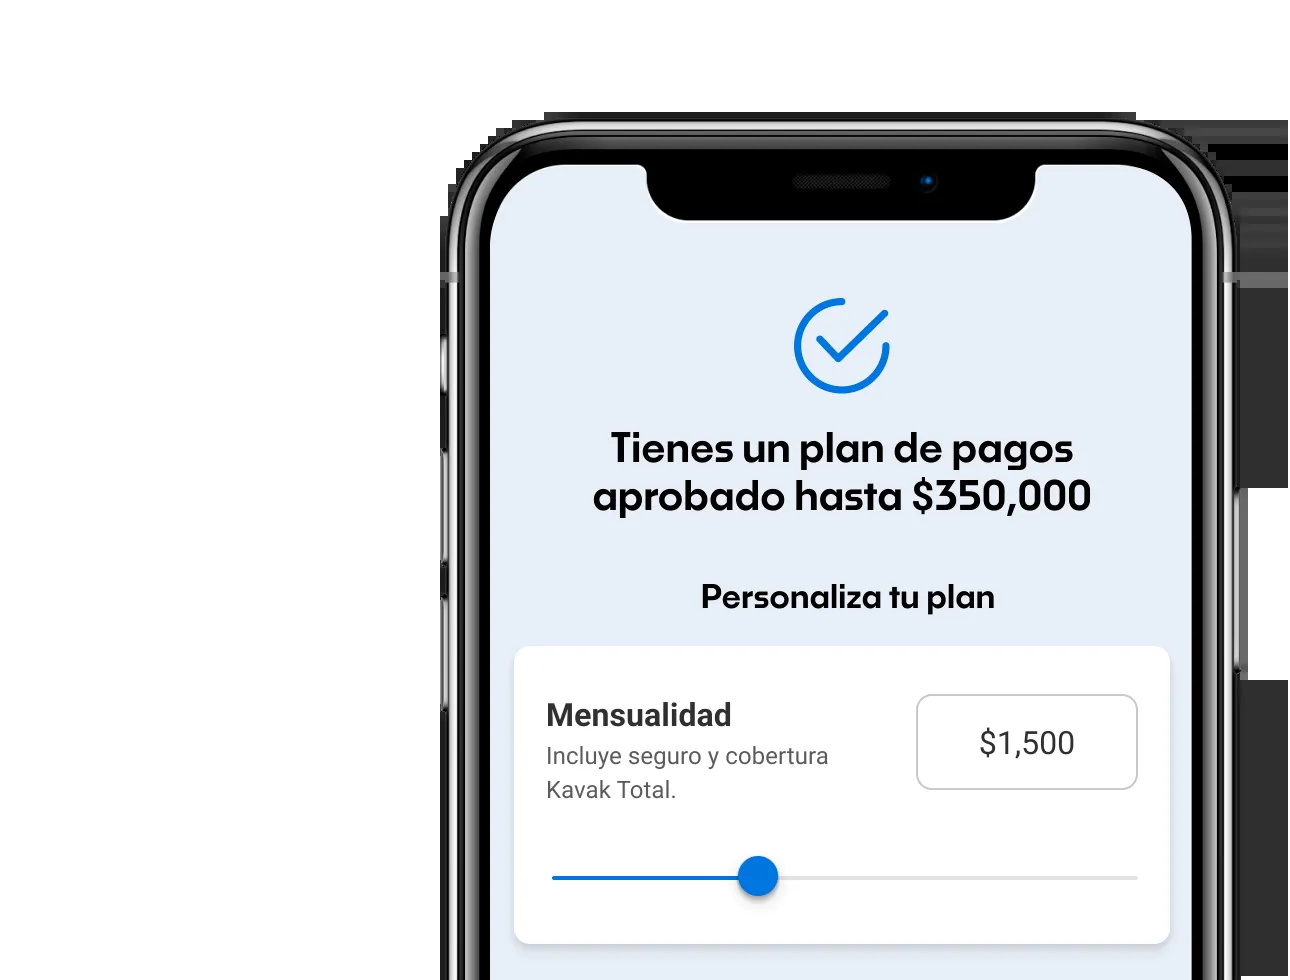 Tienes un plan de pagos
aprobado hasta $350,000
Personaliza tu plan
Mensualidad
Incluye seguro y cobertura
Kavak Total.
$1,500